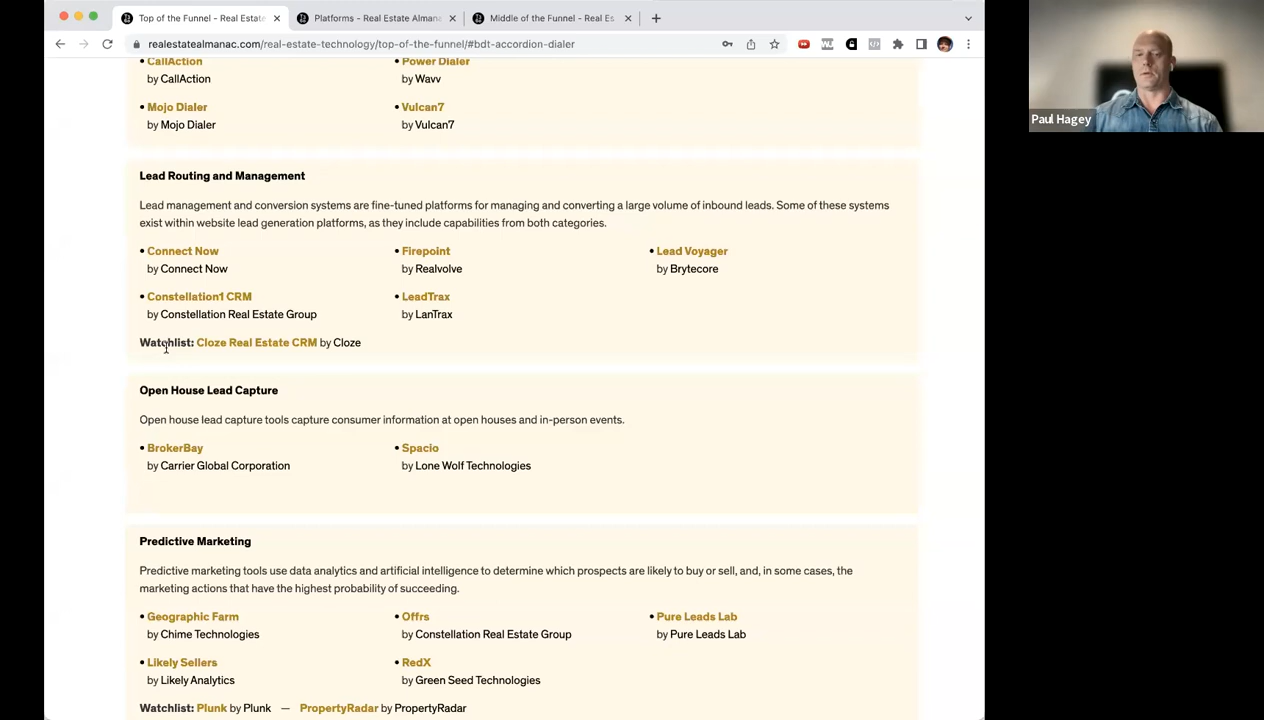 Top of the Funnel - Real Estate
Platforms - Real Estate Almana
Middle of the Funnel - Real Es
realestatealmanac.com/real-estate-technology/top-of-the-funnel/#bdt-accordion-dialer
• CallAction
by CallAction
• Power Dialer
by Wavv
• Mojo Dialer
by Mojo Dialer
• Vulcan7
by Vulcan7
Lead Routing and Management
Lead management and conversion systems are fine-tuned platforms for managing and converting a large volume of inbound leads. Some of these systems
exist within website lead generation platforms, as they include capabilities from both categories.
• Connect Now
by Connect Now
• Firepoint
by Realvolve
• Lead Voyager
by Brytecore
• Constellation1 CRM
by Constellation Real Estate Group
• LeadTrax
by LanTrax
Watchlist: Cloze Real Estate CRM by Cloze
Open House Lead Capture
Open house lead capture tools capture consumer information at open houses and in-person events.
• BrokerBay
by Carrier Global Corporation
• Spacio
by Lone Wolf Technologies
Predictive Marketing
Predictive marketing tools use data analytics and artificial intelligence to determine which prospects are likely to buy or sell, and, in some cases, the
marketing actions that have the highest probability of succeeding.
• Geographic Farm
by Chime Technologies
• Offrs
by Constellation Real Estate Group
• Pure Leads Lab
by Pure Leads Lab
• Likely Sellers
by Likely Analytics
• RedX
by Green Seed Technologies
Watchlist: Plunk by Plunk — PropertyRadar by PropertyRadar
Paul Hagey